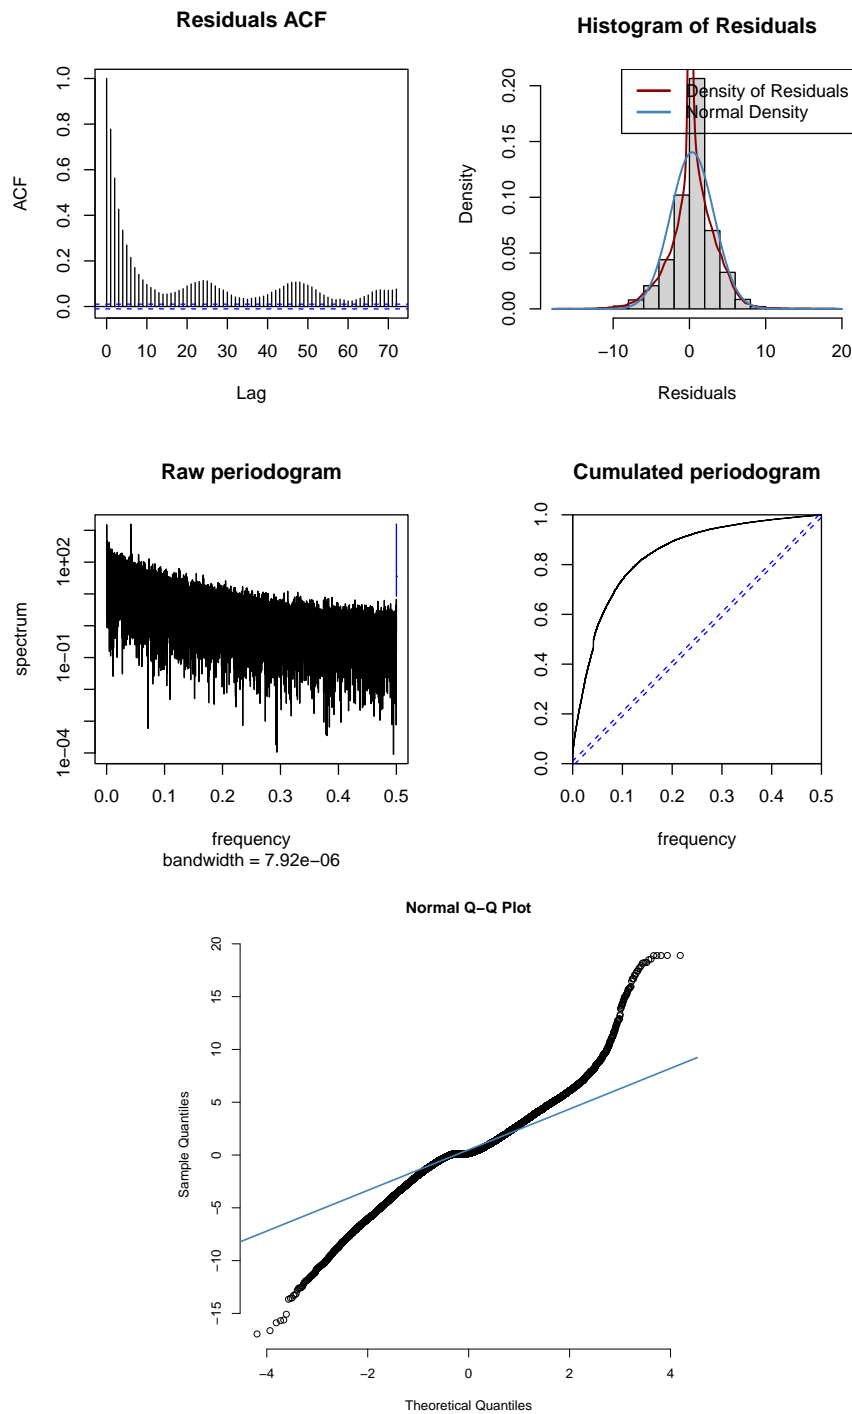 Residuals ACF
ACF
0.0 0.2 0.4 0.6 0.8 1.0
0 10 20 30 40 50 60 70
Lag
Histogram of Residuals
Density of Residuals
Normal Density
Density
0.00 0.05 0.10 0.15 0.20
−10 0 10 20
Residuals
Raw periodogram
spectrum
1e−04 1e−01 1e+02
0.0 0.1 0.2 0.3 0.4 0.5
frequency
bandwidth = 7.92e−06
Cumulated periodogram
0.0 0.2 0.4 0.6 0.8 1.0
0.0 0.1 0.2 0.3 0.4 0.5
frequency
Normal Q−Q Plot
Sample Quantiles
−15 −10 −5 0 5 10 15 20
−4 −2 0 2 4
Theoretical Quantiles